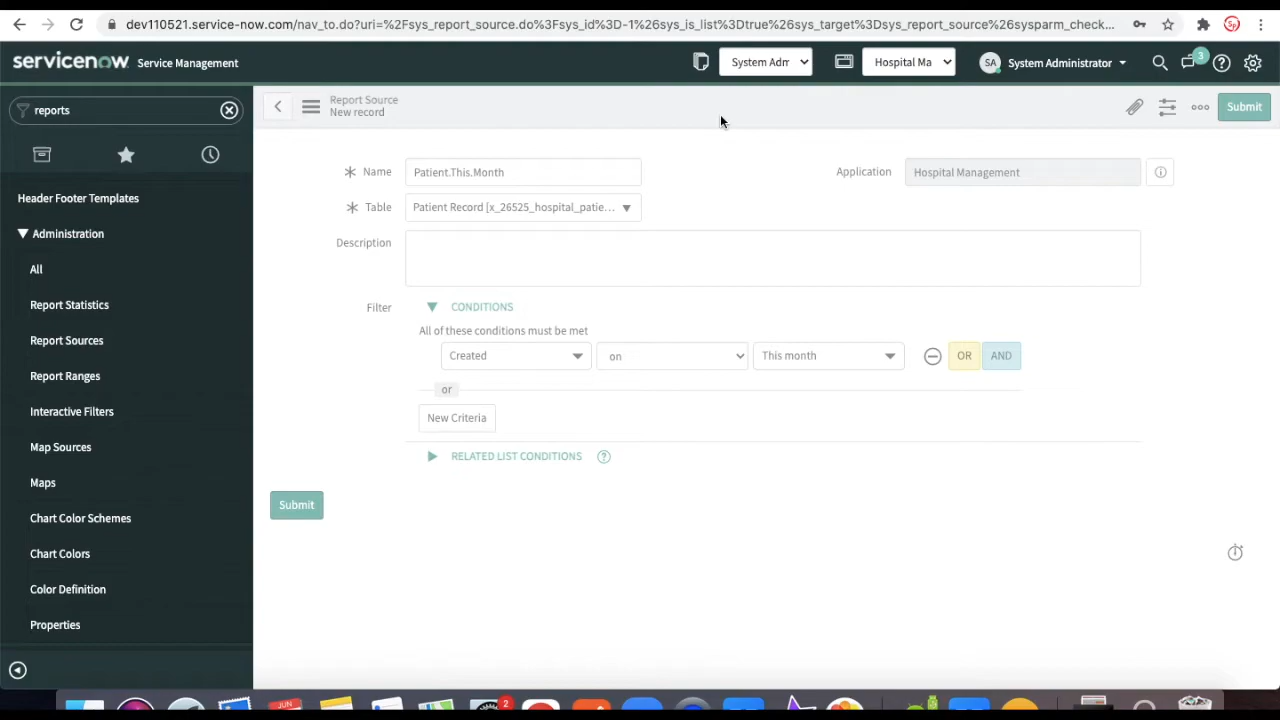 dev110521.service-now.com/nav_to.do?uri=%2Fsys_report_source.do%3Fsys_id%3D-1%26sys_is_list%3Dtrue%26sys_target%3Dsys_report_source%26sysparm_check...
servicenow Service Management
System Adm
Hospital Ma
SA System Administrator
3
reports
Report Source
New record
Submit
Header Footer Templates
Administration
All
Report Statistics
Report Sources
Report Ranges
Interactive Filters
Map Sources
Maps
Chart Color Schemes
Chart Colors
Color Definition
Properties
Name Patient.This.Month
Application Hospital Management
Table Patient Record [x_26525_hospital_patie...
Description
Filter CONDITIONS
All of these conditions must be met
Created on This month OR AND
or
New Criteria
RELATED LIST CONDITIONS
Submit
JUN
2